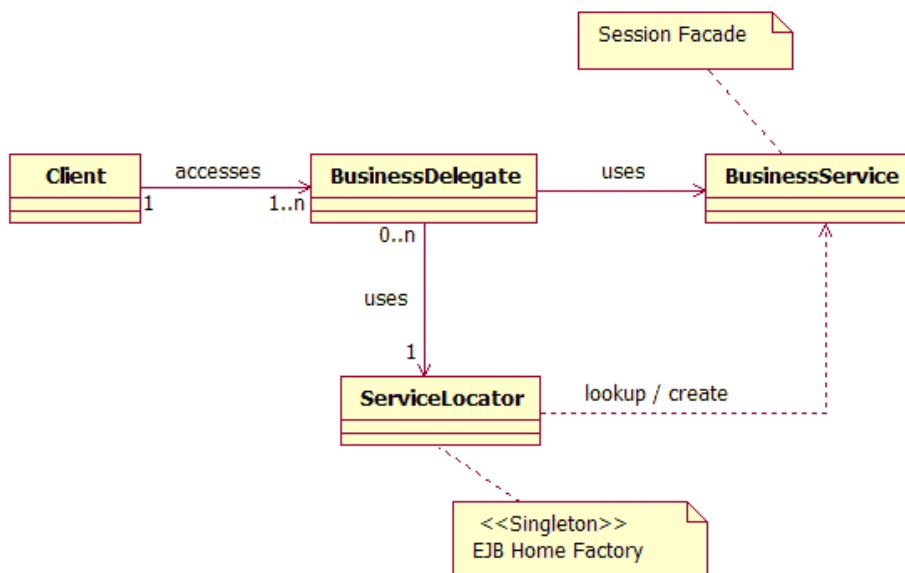 Session Facade
Client
accesses
BusinessDelegate
uses
BusinessService
1
1..n
0..n
uses
1
ServiceLocator
lookup / create
<<Singleton>>
EJB Home Factory